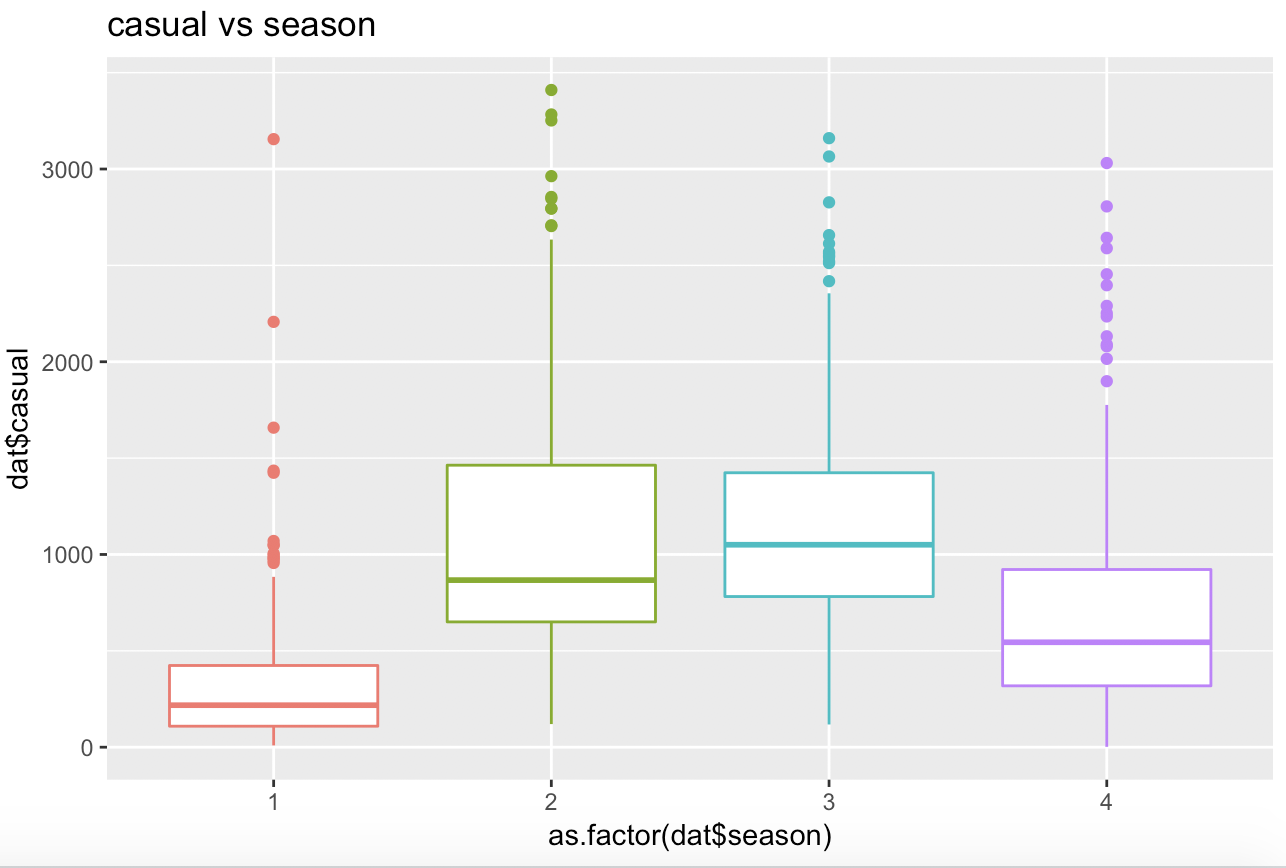 casual vs season
3000
2000
1000
0
dat$casual
1 2 3 4
as.factor(dat$season)